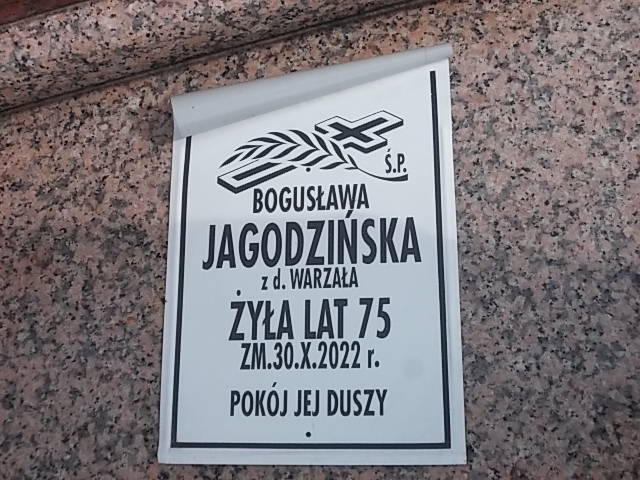 Ś.P.
BOGUSŁAWA
JAGODZIŃSKA
z d. WARZAŁA
ŻYŁA LAT 75
ZM.30.X.2022 r.
POKÓJ JEJ DUSZY